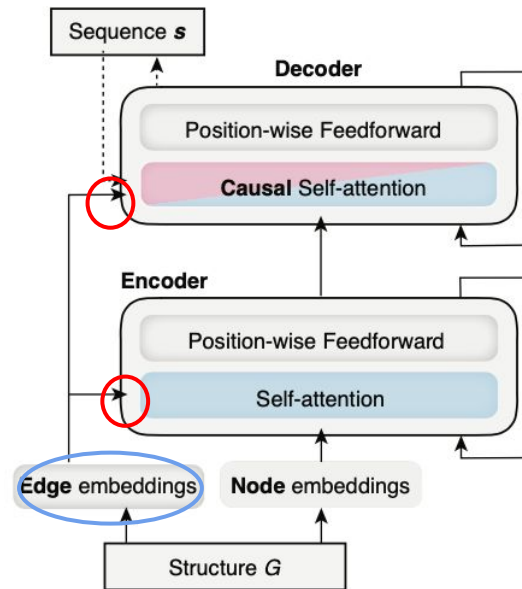 Sequence s
Decoder
Position-wise Feedforward
Causal Self-attention
Encoder
Position-wise Feedforward
Self-attention
Edge embeddings
Node embeddings
Structure G